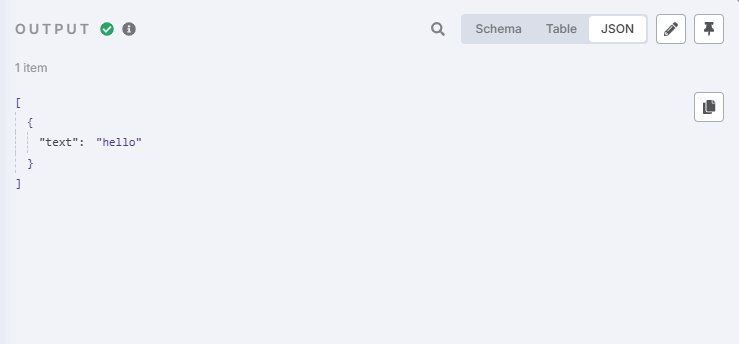 OUTPUT
Schema Table JSON
1 item
[
{
"text": "hello"
}
]